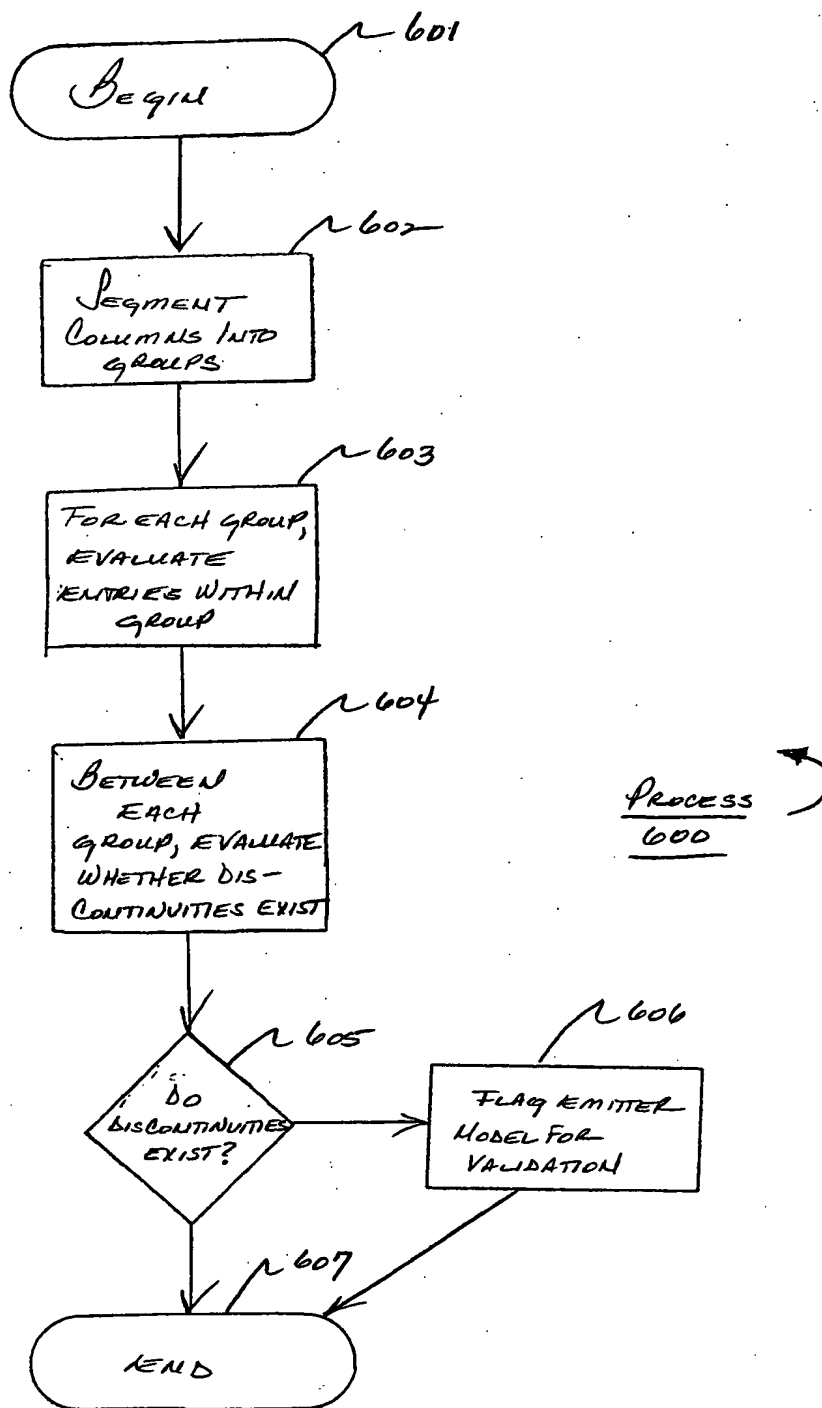 601
Begin
602
Segment
Columns Into
Groups
603
For each group,
evaluate
entries within
group
604
Between
each
group, evaluate
whether dis-
continuities exist
Process
600
605
Do
discontinuities
exist?
606
Flag emitter
model for
validation
607
End